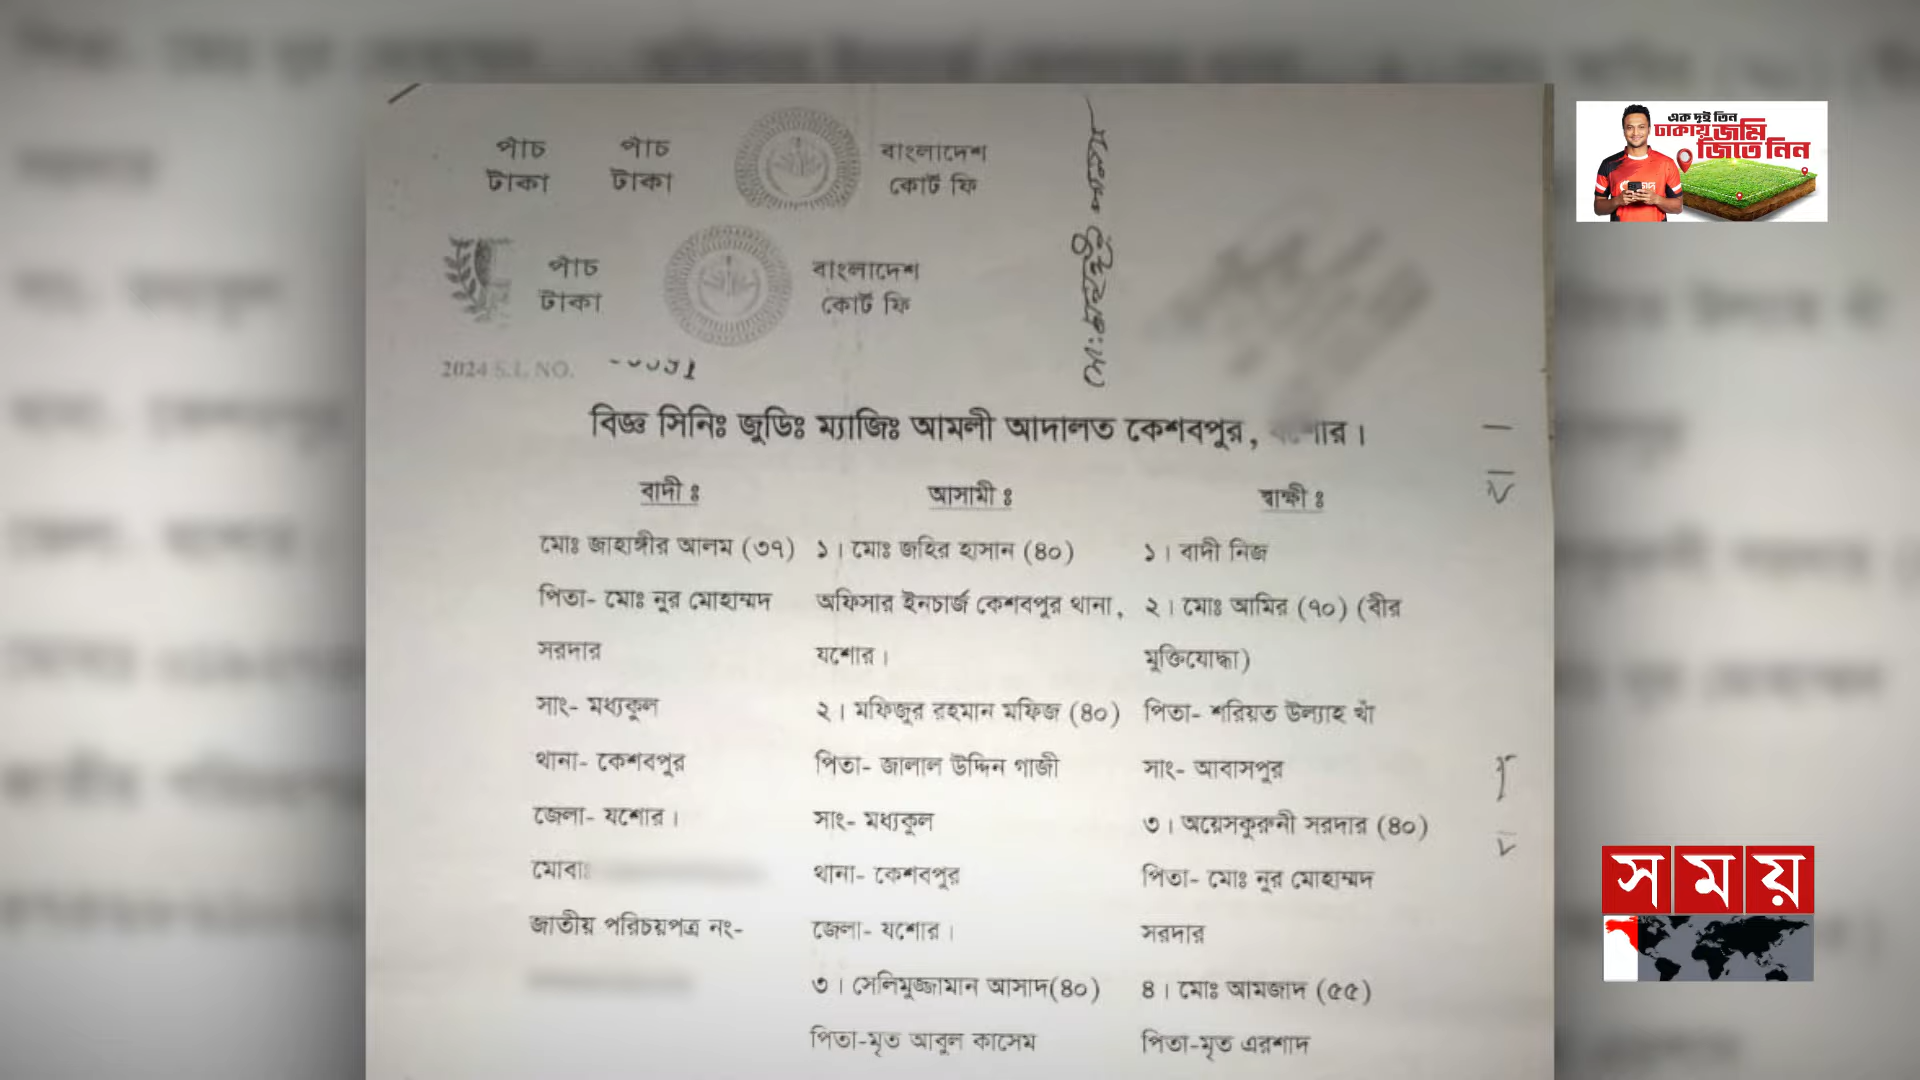 পাঁচ টাকা
পাঁচ টাকা
বাংলাদেশ কোর্ট ফি
পাঁচ টাকা
বাংলাদেশ কোর্ট ফি
2024 S.L. NO.
বিজ্ঞ সিনিঃ জুডিঃ ম্যাজিঃ আমলী আদালত কেশবপুর, যশোর।
বাদী ঃ
মোঃ জাহাঙ্গীর আলম (৩৭)
পিতা- মোঃ নুর মোহাম্মদ
সরদার
সাং- মধ্যকুল
থানা- কেশবপুর
জেলা- যশোর।
মোবাঃ
জাতীয় পরিচয়পত্র নং-
আসামী ঃ
১। মোঃ জহির হাসান (৪০)
অফিসার ইনচার্জ কেশবপুর থানা,
যশোর।
২। মফিজুর রহমান মফিজ (৪০)
পিতা- জালাল উদ্দিন গাজী
সাং- মধ্যকুল
থানা- কেশবপুর
জেলা- যশোর।
৩। সেলিমুজ্জামান আসাদ(৪০)
পিতা-মৃত আবুল কাসেম
স্বাক্ষী ঃ
১। বাদী নিজ
২। মোঃ আমির (৭০) (বীর
মুক্তিযোদ্ধা)
পিতা- শরিয়ত উল্যাহ খাঁ
সাং- আবাসপুর
৩। অয়েসকুরুনী সরদার (৪০)
পিতা- মোঃ নুর মোহাম্মদ
সরদার
৪। মোঃ আমজাদ (৫৫)
পিতা-মৃত এরশাদ
এক দুই তিন
ঢাকায় জমি
জিতে নিন
সময়